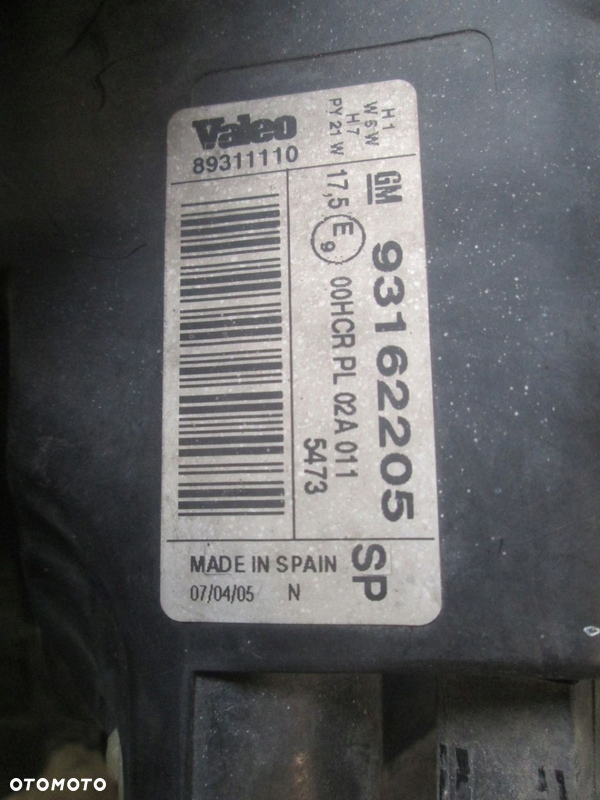 Valeo
89311110
H1
W5W
H7
PY21W
GM 93162205 SP
17,5 E9 00HCR PL 02A 011
5473
MADE IN SPAIN
07/04/05 N
OTOMOTO